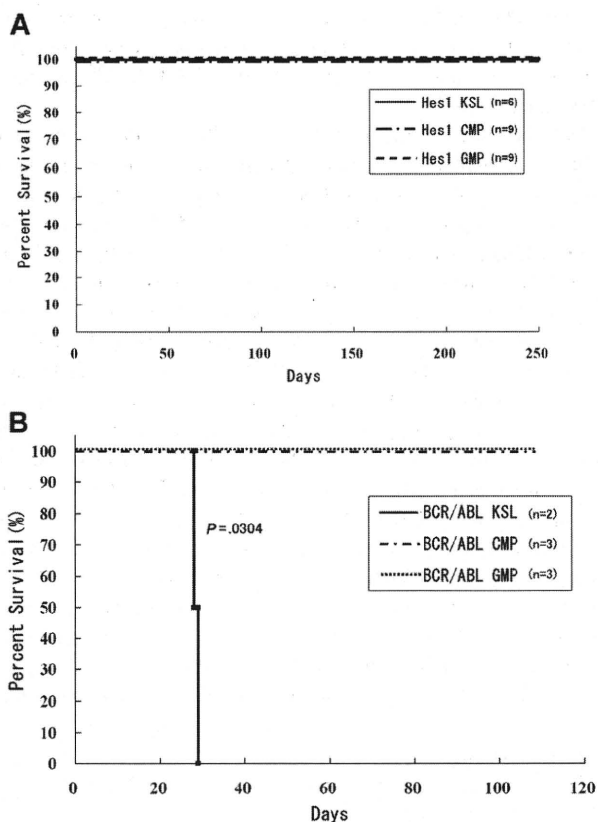 A
Percent Survival(%)
100
90
80
70
60
50
40
30
20
10
0
Hes1 KSL (n=6)
Hes1 CMP (n=9)
Hes1 GMP (n=9)
0 50 100 150 200 250
Days
B
Percent Survival(%)
100
90
80
70
60
50
40
30
20
10
0
P=.0304
BCR/ABL KSL (n=2)
BCR/ABL CMP (n=3)
BCR/ABL GMP (n=3)
0 20 40 60 80 100 120
Days